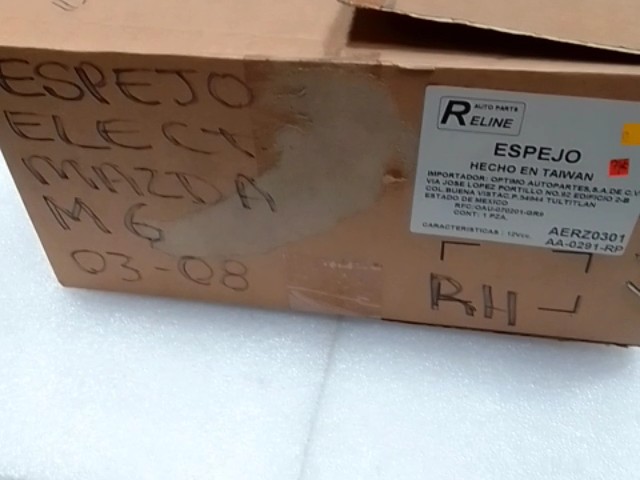 ESPEJO
ELECT
MAZDA
M6
03-08
RELINE AUTO PARTS
ESPEJO
HECHO EN TAIWAN
IMPORTADOR: OPTIMO AUTOPARTES, S.A. DE C.V
VIA JOSE LOPEZ PORTILLO NO.92 EDIFICIO 2-B
COL. BUENA VISTA C.P.54944 TULTITLAN
ESTADO DE MEXICO
CONT: 1 PZA.
CARACTERISTICAS : 12Vcc.
AERZ0301
AA-0291-RP
RH